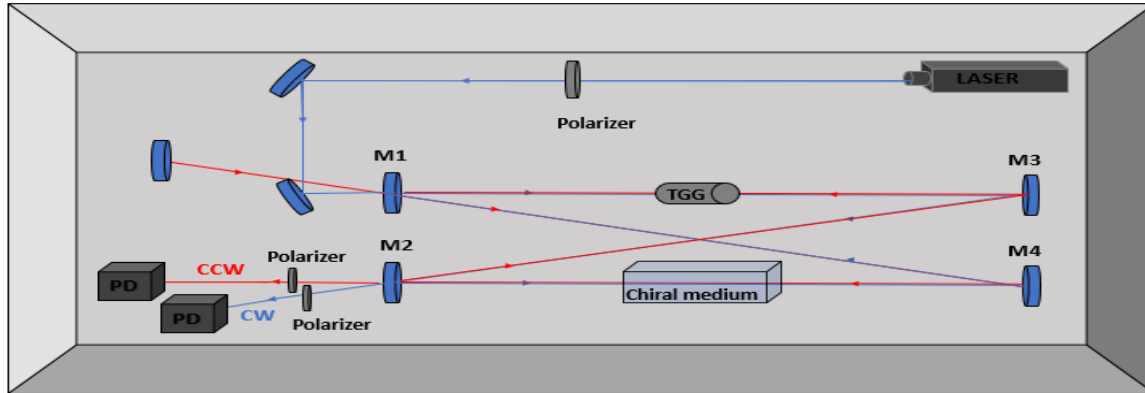 LASER
Polarizer
M1
M3
TGG
M2
M4
Polarizer
CCW
PD
Chiral medium
PD
CW
Polarizer